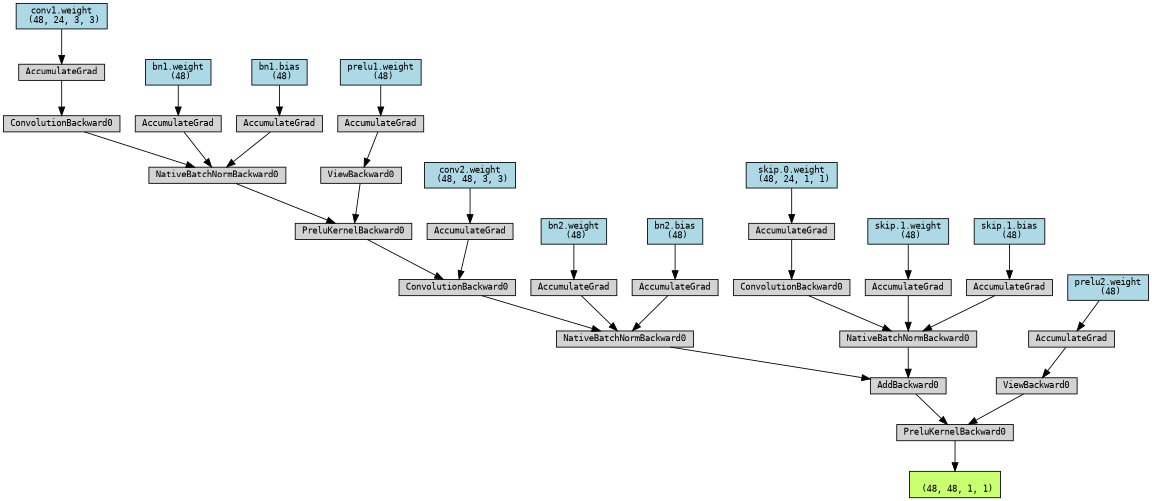 conv1.weight
(48, 24, 3, 3)
AccumulateGrad
bn1.weight
(48)
bn1.bias
(48)
prelu1.weight
(48)
ConvolutionBackward0
AccumulateGrad
AccumulateGrad
AccumulateGrad
NativeBatchNormBackward0
ViewBackward0
conv2.weight
(48, 48, 3, 3)
skip.0.weight
(48, 24, 1, 1)
PreluKernelBackward0
AccumulateGrad
bn2.weight
(48)
bn2.bias
(48)
AccumulateGrad
skip.1.weight
(48)
skip.1.bias
(48)
ConvolutionBackward0
AccumulateGrad
AccumulateGrad
ConvolutionBackward0
AccumulateGrad
AccumulateGrad
prelu2.weight
(48)
NativeBatchNormBackward0
NativeBatchNormBackward0
AccumulateGrad
AddBackward0
ViewBackward0
PreluKernelBackward0
(48, 48, 1, 1)